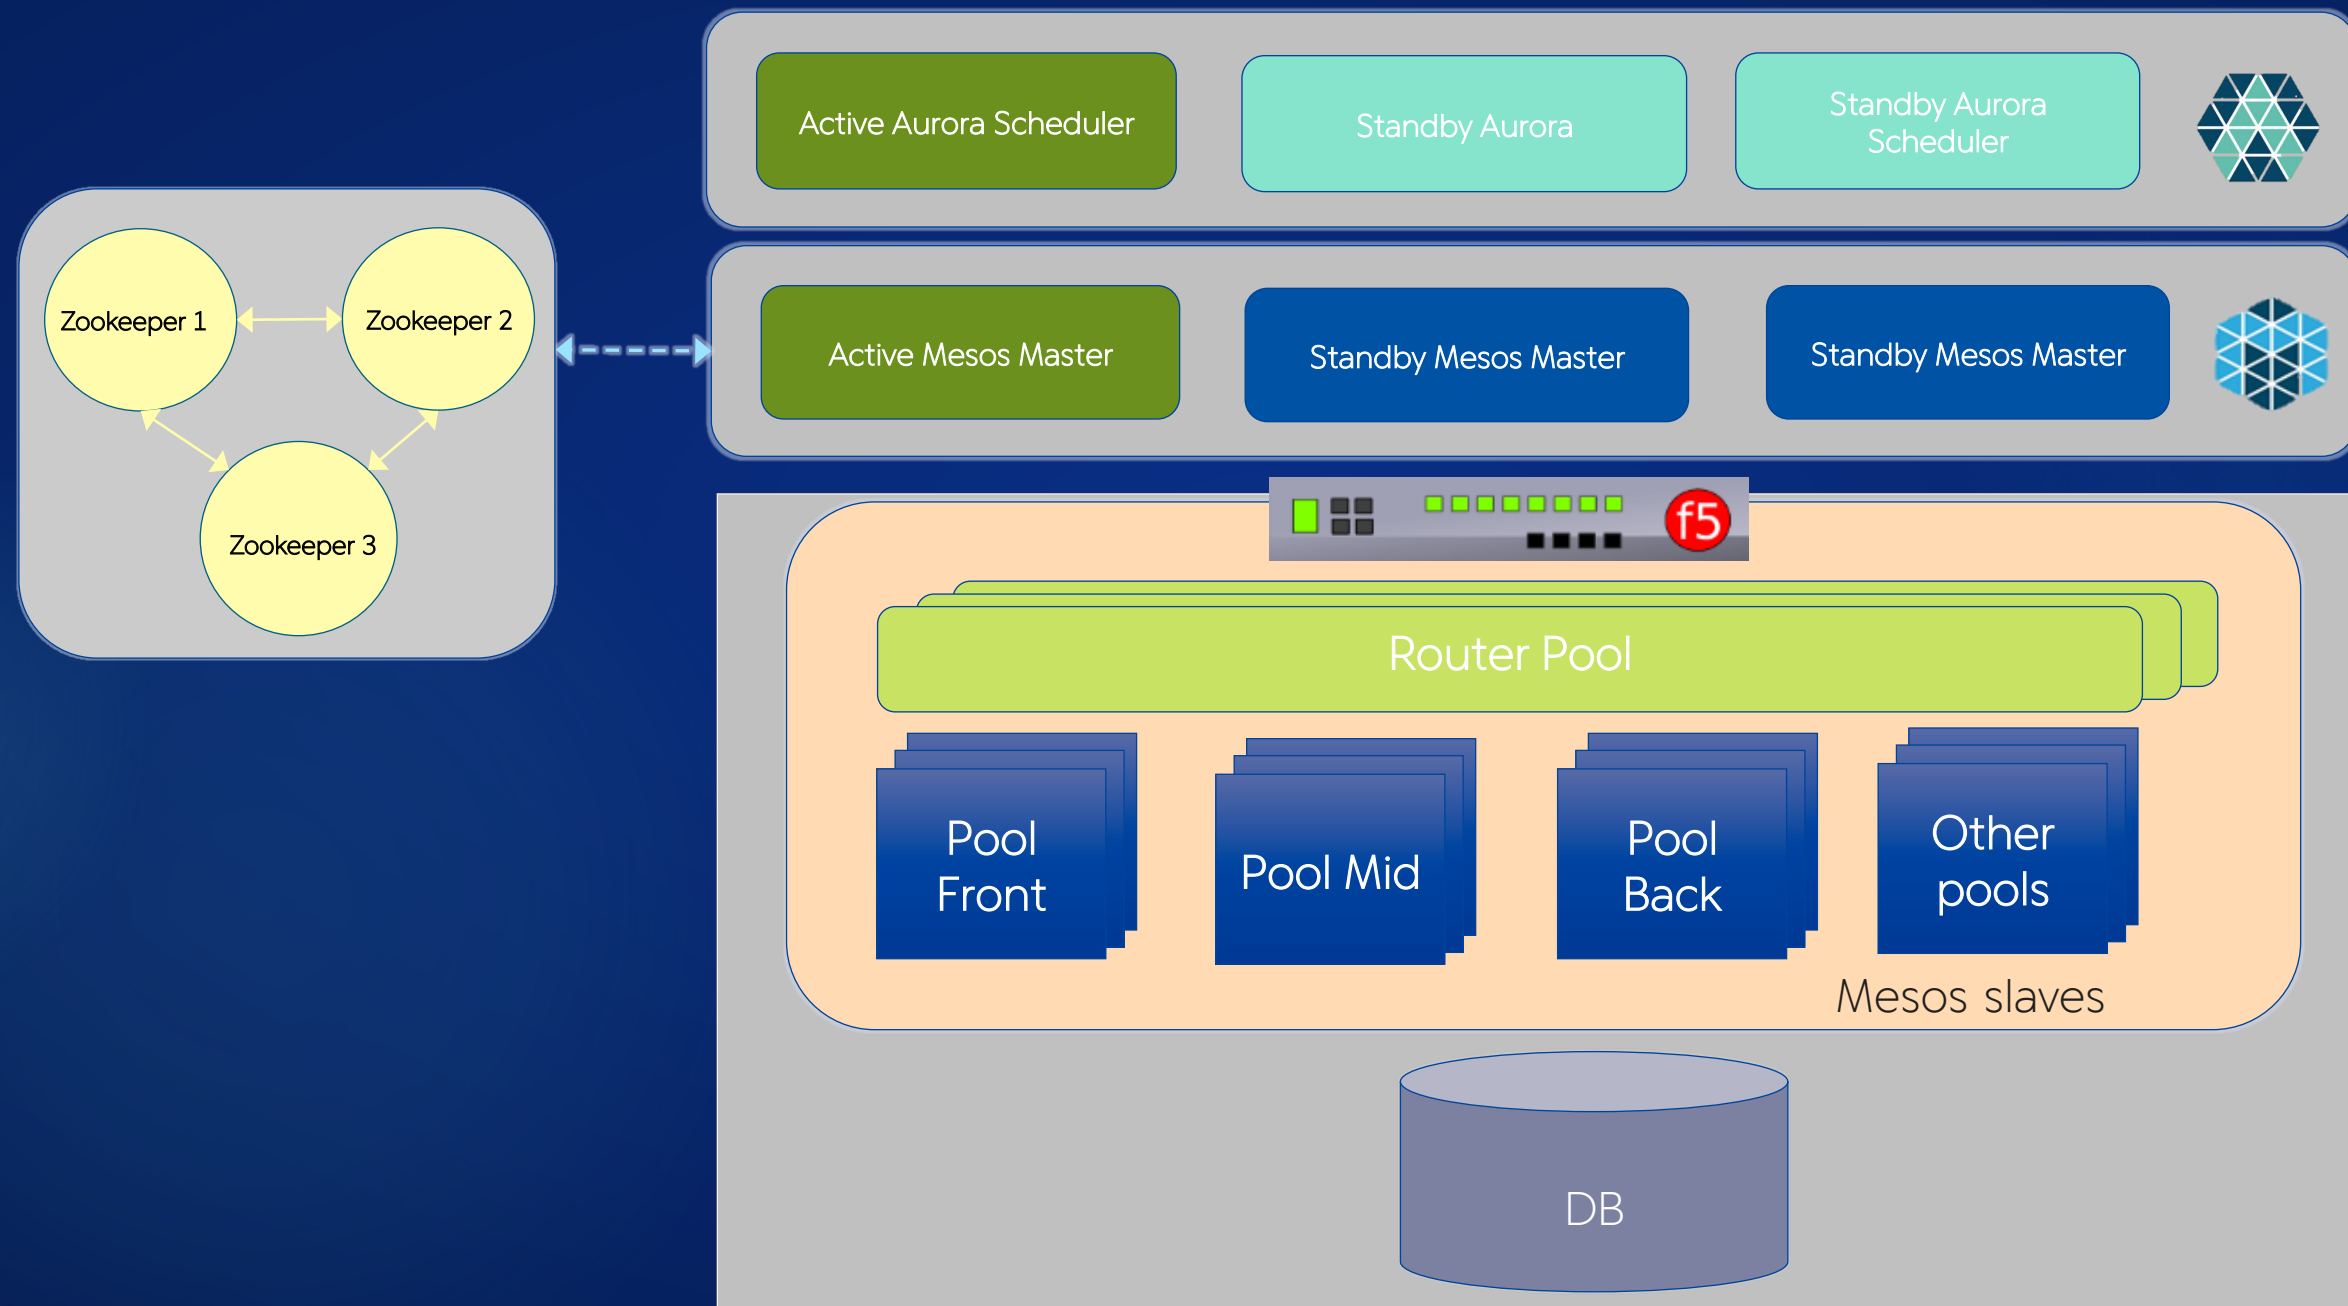 Active Aurora Scheduler
Standby Aurora
Standby Aurora
Scheduler
Zookeeper 1
Zookeeper 2
Zookeeper 3
Active Mesos Master
Standby Mesos Master
Standby Mesos Master
f5
Router Pool
Pool
Front
Pool Mid
Pool
Back
Other
pools
Mesos slaves
DB